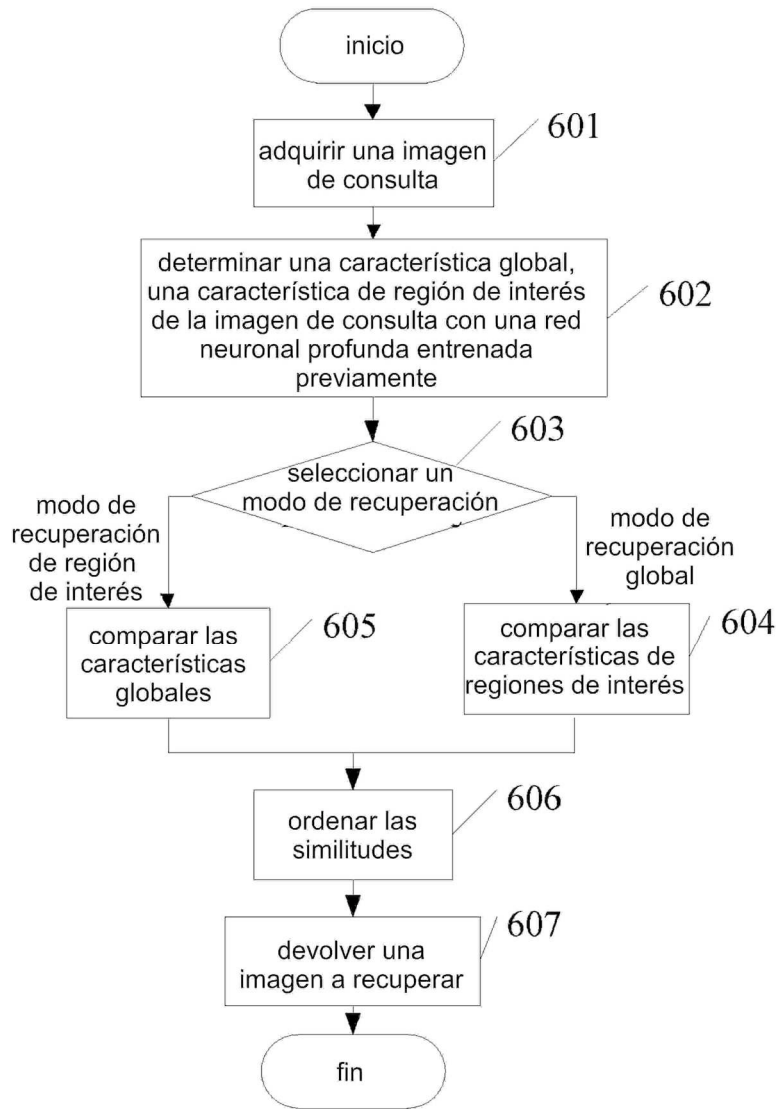 inicio
601
adquirir una imagen
de consulta
determinar una característica global,
una característica de región de interés
de la imagen de consulta con una red
neuronal profunda entrenada
previamente
602
603
seleccionar un
modo de recuperación
modo de
recuperación
de región
de interés
modo de
recuperación
global
605
comparar las
características
globales
604
comparar las
características de
regiones de interés
606
ordenar las
similitudes
607
devolver una
imagen a recuperar
fin